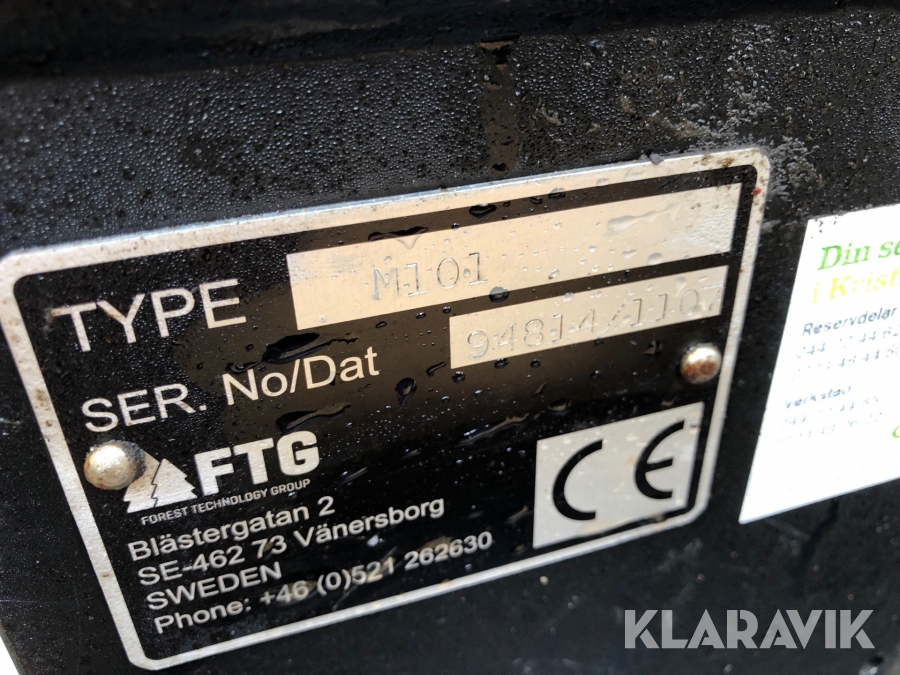 TYPE M101
SER. No/Dat 94814/1107
FTG
FOREST TECHNOLOGY GROUP
Blästergatan 2
SE-462 73 Vänersborg
SWEDEN
Phone: +46 (0)521 262630
CE
Din se
i Krist
Reservdelar
KLARAVIK